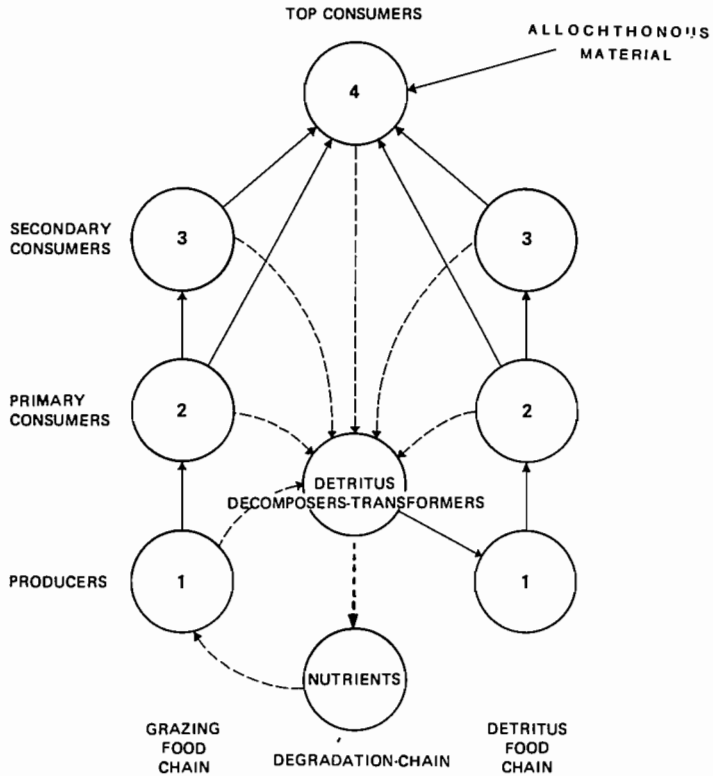 TOP CONSUMERS
ALLOCHTHONOUS
MATERIAL
4
SECONDARY
CONSUMERS
3
3
PRIMARY
CONSUMERS
2
2
DETRITUS
DECOMPOSERS-TRANSFORMERS
PRODUCERS
1
1
NUTRIENTS
GRAZING
FOOD
CHAIN
DEGRADATION-CHAIN
DETRITUS
FOOD
CHAIN